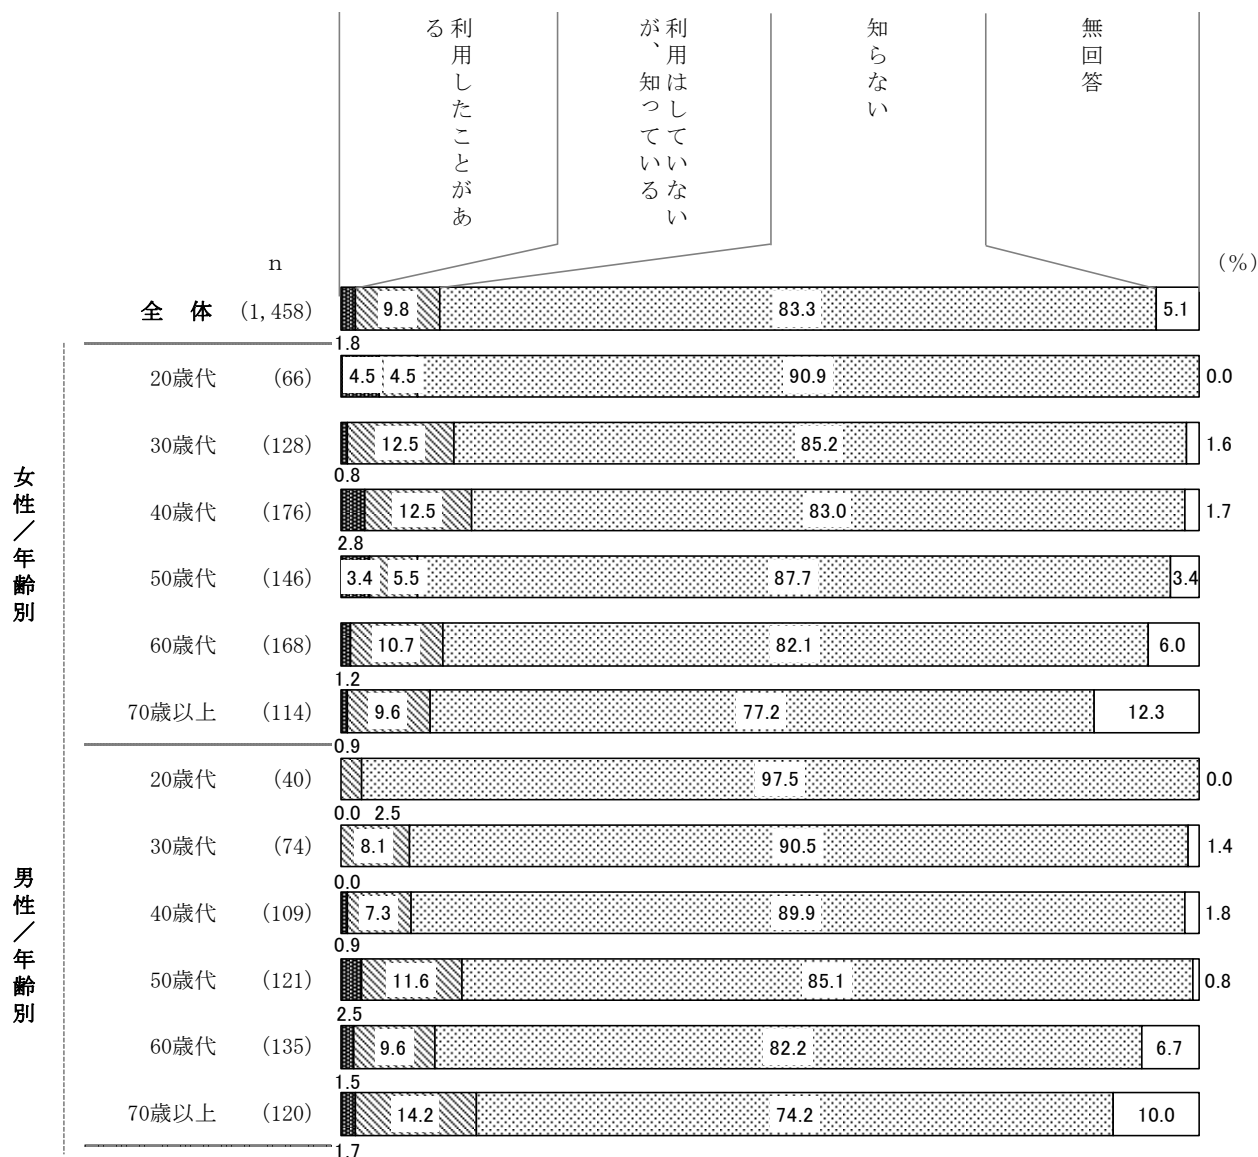 利用したことがあ
る
利用はしていない
が、知っている
知らない
無回答
n
(%)
全 体 (1,458) 9.8 83.3 5.1
1.8
女性／年齢別
20歳代 (66) 4.5 4.5 90.9 0.0
30歳代 (128) 12.5 85.2 1.6
0.8
40歳代 (176) 12.5 83.0 1.7
2.8
50歳代 (146) 3.4 5.5 87.7 3.4
60歳代 (168) 10.7 82.1 6.0
1.2
70歳以上 (114) 9.6 77.2 12.3
0.9
男性／年齢別
20歳代 (40) 97.5 0.0
0.0 2.5
30歳代 (74) 8.1 90.5 1.4
0.0
40歳代 (109) 7.3 89.9 1.8
0.9
50歳代 (121) 11.6 85.1 0.8
2.5
60歳代 (135) 9.6 82.2 6.7
1.5
70歳以上 (120) 14.2 74.2 10.0
1.7